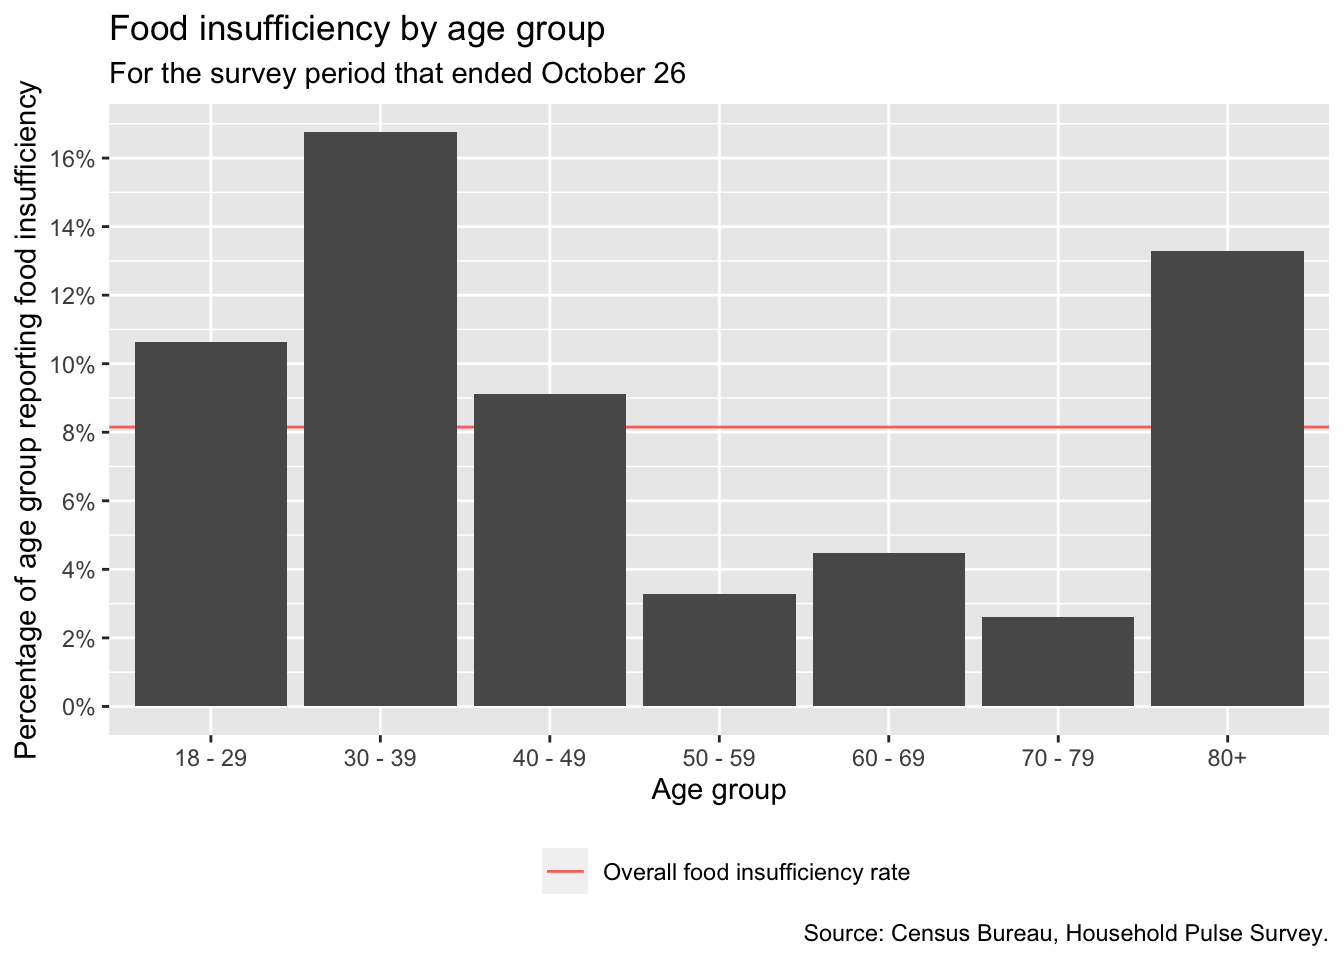 Food insufficiency by age group
For the survey period that ended October 26
Percentage of age group reporting food insufficiency
16%
14%
12%
10%
8%
6%
4%
2%
0%
18 - 29
30 - 39
40 - 49
50 - 59
60 - 69
70 - 79
80+
Age group
Overall food insufficiency rate
Source: Census Bureau, Household Pulse Survey.